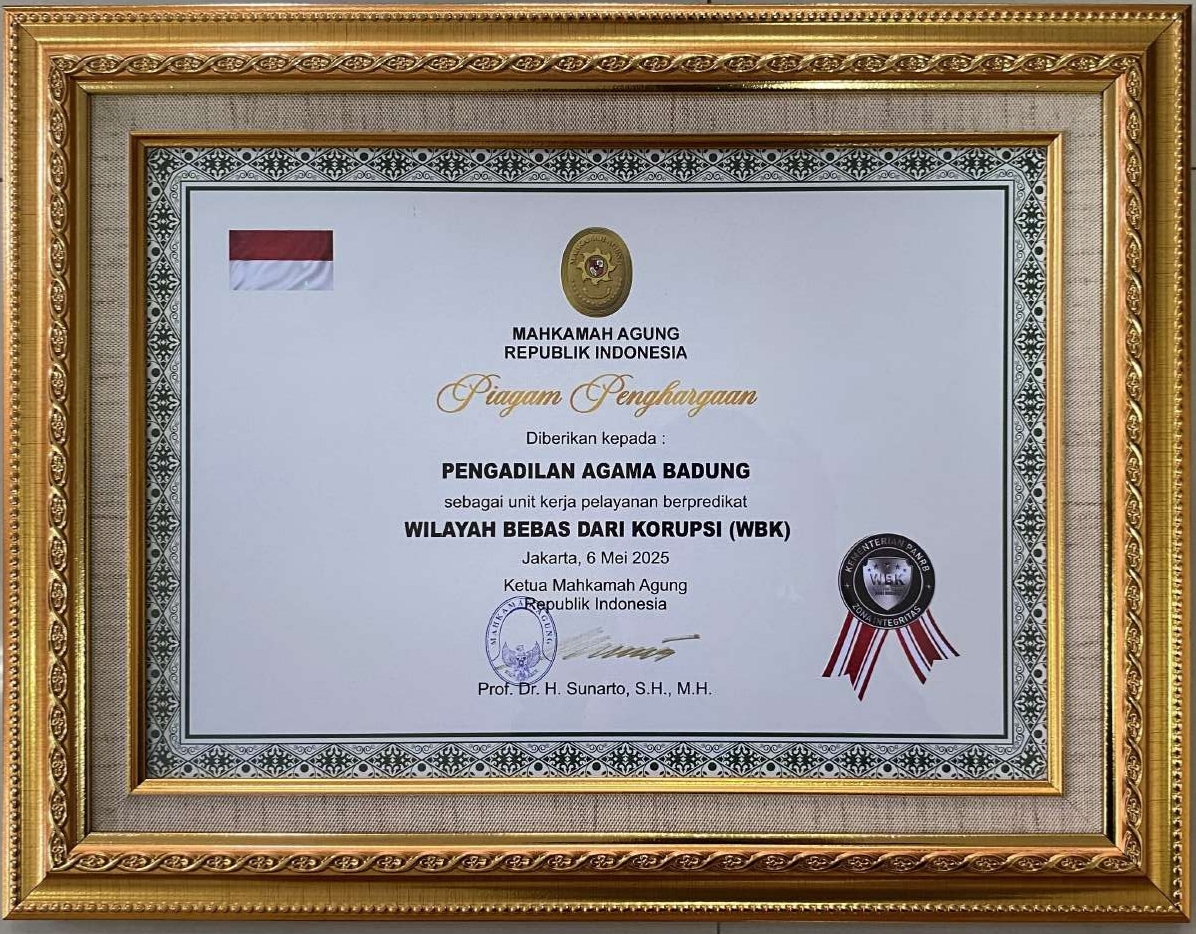 MAHKAMAH AGUNG
REPUBLIK INDONESIA
Piagam Penghargaan
Diberikan kepada :
PENGADILAN AGAMA BADUNG
sebagai unit kerja pelayanan berpredikat
WILAYAH BEBAS DARI KORUPSI (WBK)
Jakarta, 6 Mei 2025
Ketua Mahkamah Agung
Republik Indonesia
MAHKAMAH AGUNG
Prof. Dr. H. Sunarto, S.H., M.H.
KEMENTERIAN PANRB
WBK
ZONA INTEGRITAS